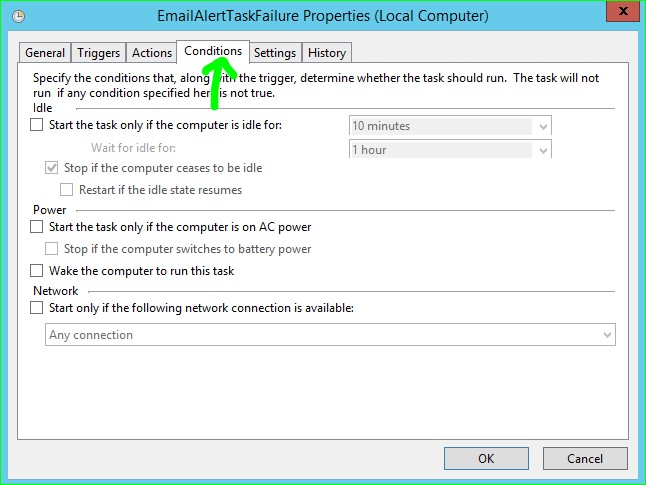 EmailAlertTaskFailure Properties (Local Computer)
x
General Triggers Actions Conditions Settings History
Specify the conditions that, along with the trigger, determine whether the task should run. The task will not
run if any condition specified here is not true.
Idle
Start the task only if the computer is idle for: 10 minutes
Wait for idle for: 1 hour
Stop if the computer ceases to be idle
Restart if the idle state resumes
Power
Start the task only if the computer is on AC power
Stop if the computer switches to battery power
Wake the computer to run this task
Network
Start only if the following network connection is available:
Any connection
OK Cancel